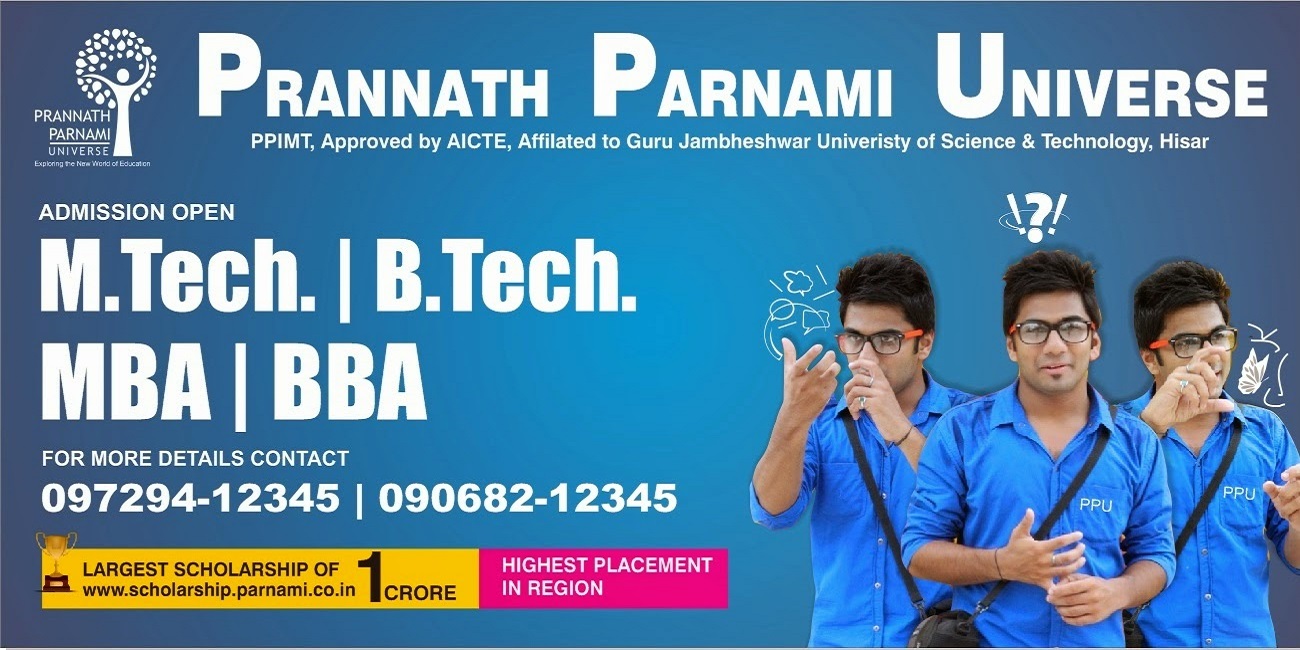 PRANNATH
PARNAMI
UNIVERSE
Exploring the New World of Education
PRANNATH PARNAMI UNIVERSE
PPIMT, Approved by AICTE, Affilated to Guru Jambheshwar Univeristy of Science & Technology, Hisar
ADMISSION OPEN
M.Tech. | B.Tech.
MBA | BBA
FOR MORE DETAILS CONTACT
097294-12345 | 090682-12345
LARGEST SCHOLARSHIP OF 1 CRORE
www.scholarship.parnami.co.in
HIGHEST PLACEMENT
IN REGION
!?!
PPU
PPU